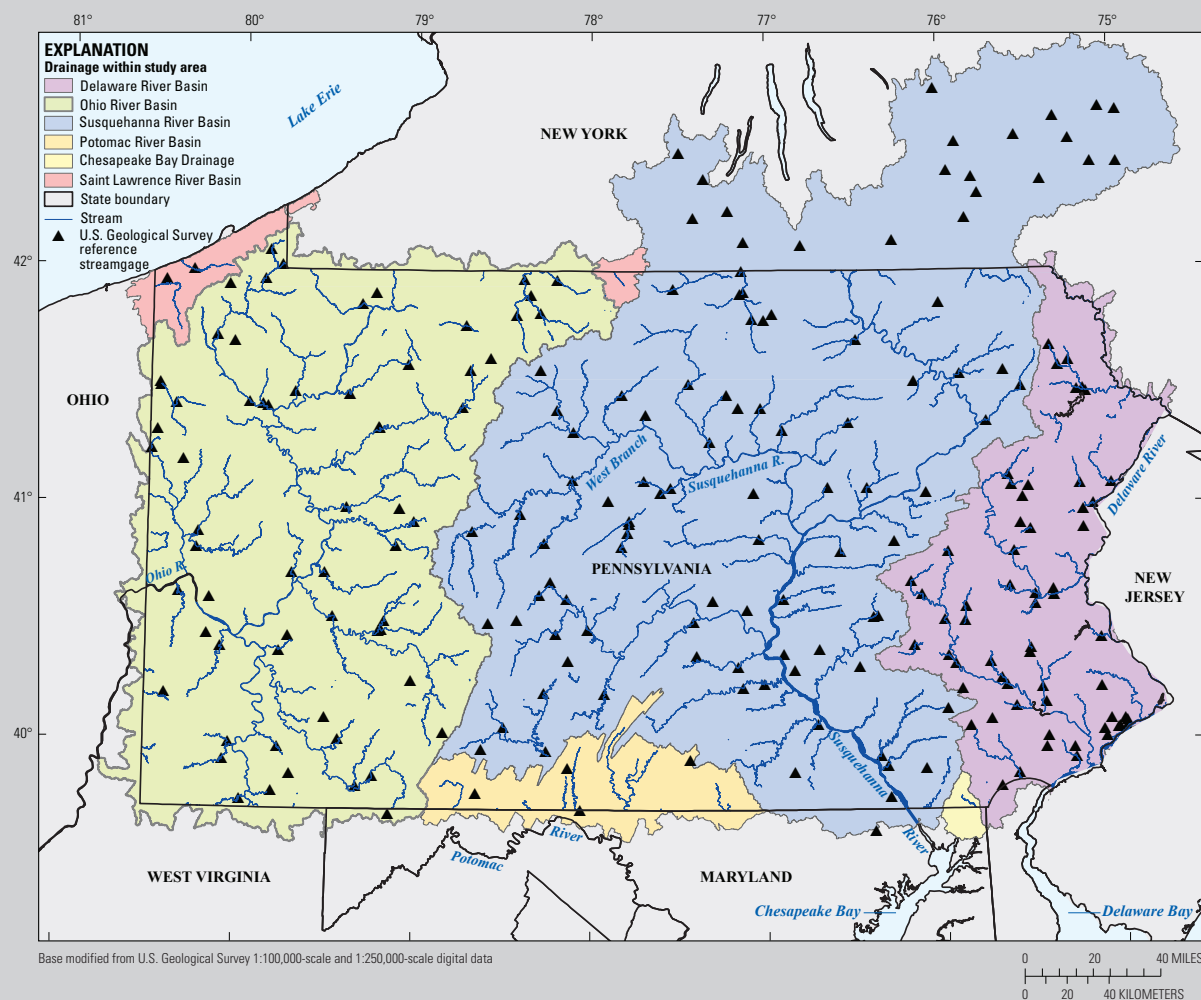 81°
80°
79°
78°
77°
76°
75°
EXPLANATION
Drainage within study area
Delaware River Basin
Ohio River Basin
Susquehanna River Basin
Potomac River Basin
Chesapeake Bay Drainage
Saint Lawrence River Basin
State boundary
Stream
U.S. Geological Survey
reference
streamgage
Lake Erie
NEW YORK
42°
OHIO
West Branch
Susquehanna R.
Delaware River
41°
Ohio R.
PENNSYLVANIA
NEW
JERSEY
40°
Susquehanna
River
River
Potomac
WEST VIRGINIA
MARYLAND
Chesapeake Bay
Delaware Bay
Base modified from U.S. Geological Survey 1:100,000-scale and 1:250,000-scale digital data
0 20 40 MILES
0 20 40 KILOMETERS